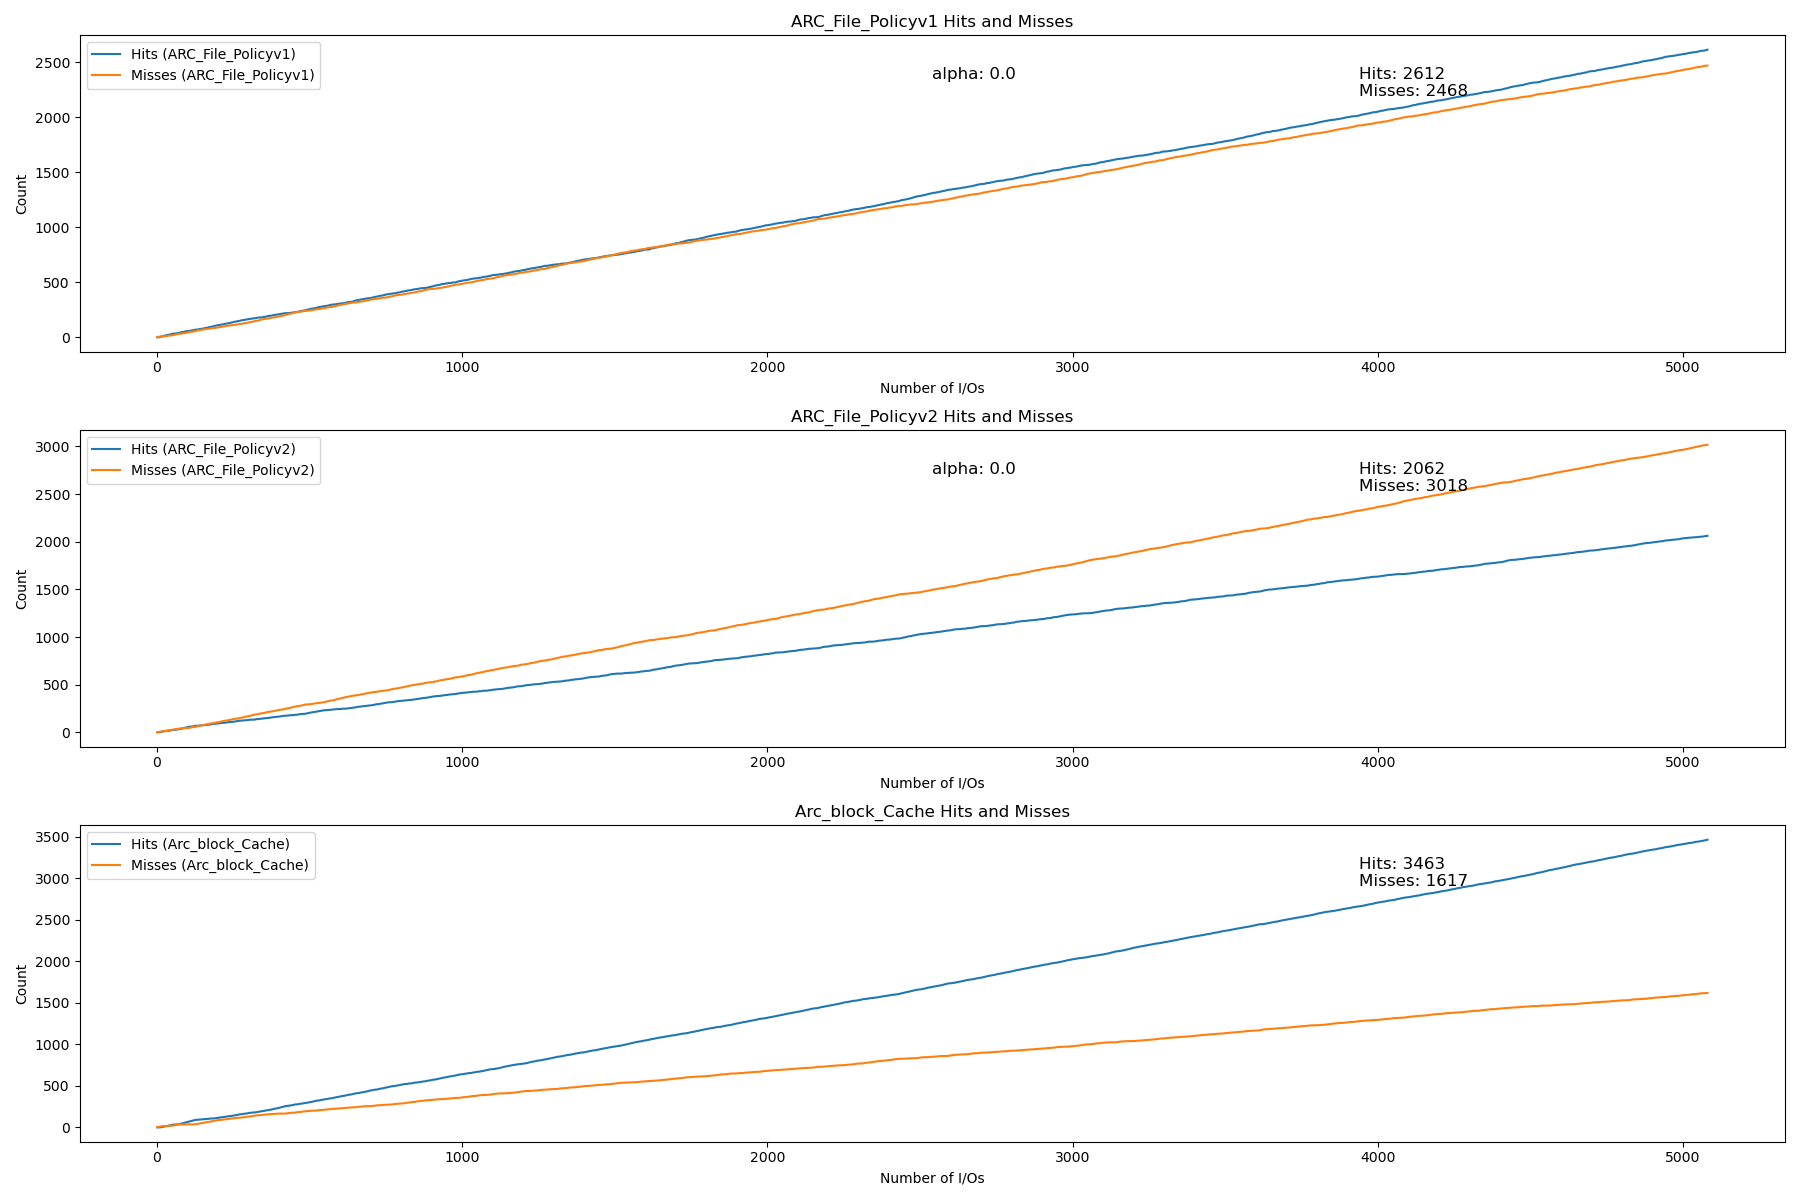 ARC_File_Policyv1 Hits and Misses
Hits (ARC_File_Policyv1)
Misses (ARC_File_Policyv1)
alpha: 0.0
Hits: 2612
Misses: 2468
Count
2500
2000
1500
1000
500
0
0 1000 2000 3000 4000 5000
Number of I/Os
ARC_File_Policyv2 Hits and Misses
Hits (ARC_File_Policyv2)
Misses (ARC_File_Policyv2)
alpha: 0.0
Hits: 2062
Misses: 3018
Count
3000
2500
2000
1500
1000
500
0
0 1000 2000 3000 4000 5000
Number of I/Os
Arc_block_Cache Hits and Misses
Hits (Arc_block_Cache)
Misses (Arc_block_Cache)
Hits: 3463
Misses: 1617
Count
3500
3000
2500
2000
1500
1000
500
0
0 1000 2000 3000 4000 5000
Number of I/Os